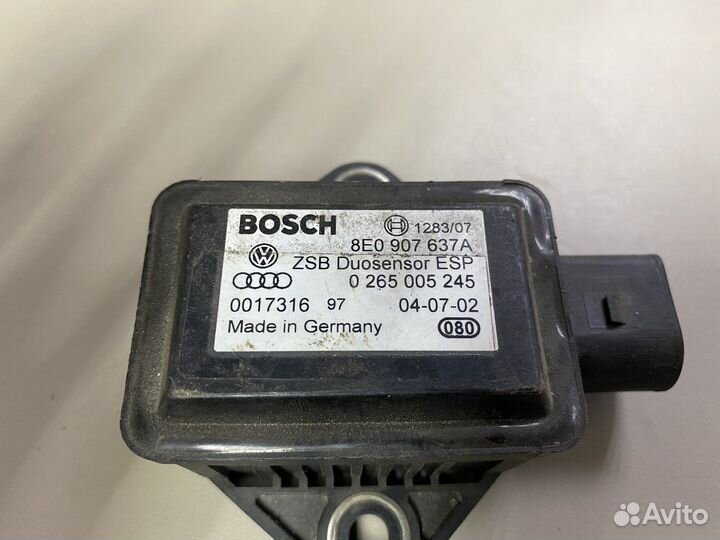 BOSCH 1283/07
8E0 907 637A
ZSB Duosensor ESP
0 265 005 245
0017316 97 04-07-02
Made in Germany 080
Avito